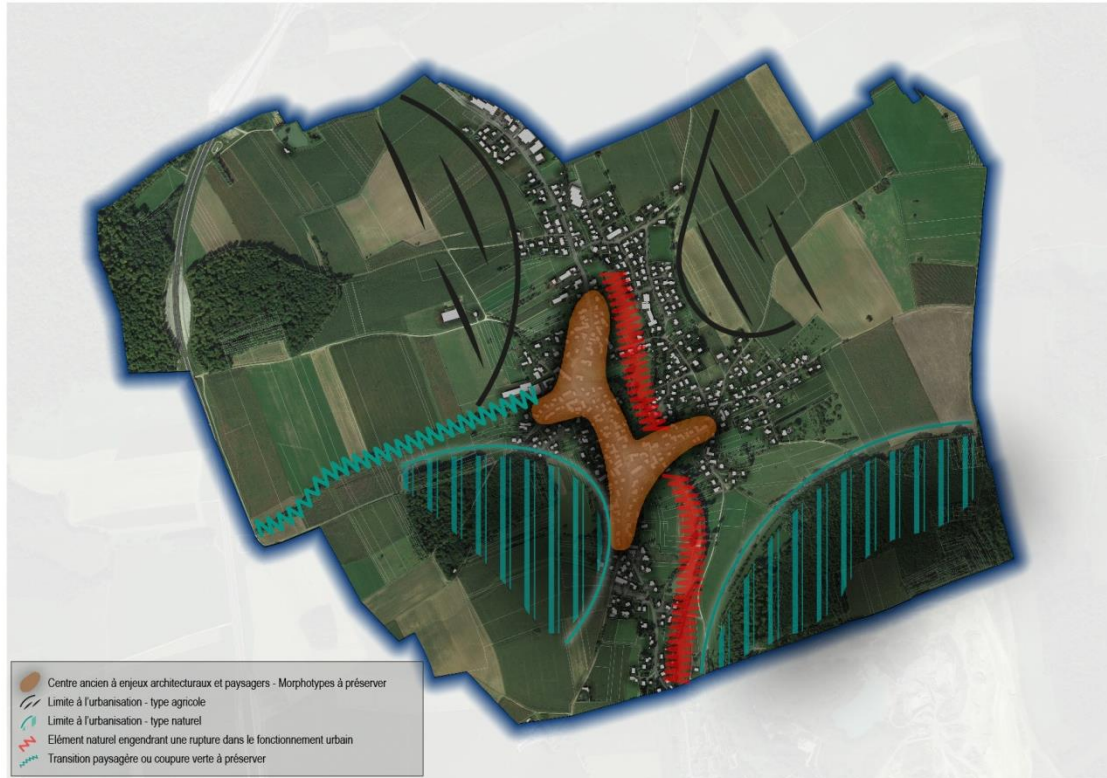 Centre ancien à enjeux architecturaux et paysagers - Morphotypes à préserver
Limite à l'urbanisation - type agricole
Limite à l'urbanisation - type naturel
Elément naturel engendrant une rupture dans le fonctionnement urbain
Transition paysagère ou coupure verte à préserver